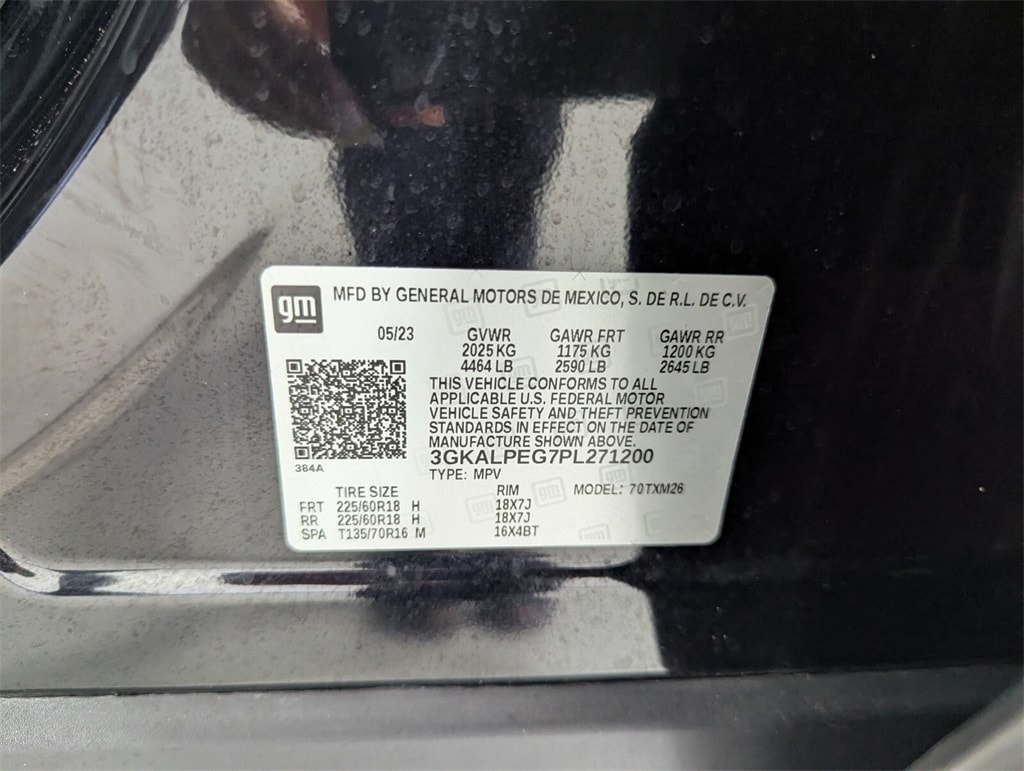 gm
MFD BY GENERAL MOTORS DE MEXICO, S. DE R.L. DE C.V.
05/23 GVWR GAWR FRT GAWR RR
2025 KG 1175 KG 1200 KG
4464 LB 2590 LB 2645 LB
THIS VEHICLE CONFORMS TO ALL
APPLICABLE U.S. FEDERAL MOTOR
VEHICLE SAFETY AND THEFT PREVENTION
STANDARDS IN EFFECT ON THE DATE OF
MANUFACTURE SHOWN ABOVE.
3GKALPEG7PL271200
384A
TYPE: MPV
TIRE SIZE RIM MODEL: 70TXM26
FRT 225/60R18 H 18X7J
RR 225/60R18 H 18X7J
SPA T135/70R16 M 16X4BT